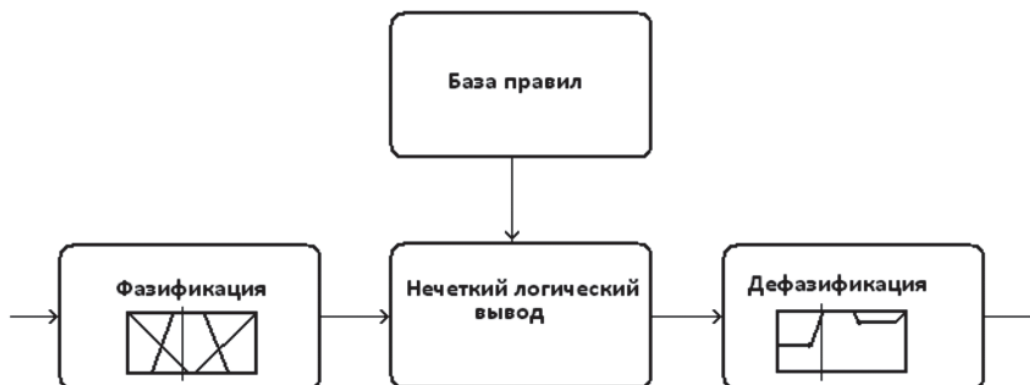 База правил
Фазификация
Нечеткий логический
вывод
Дефазификация